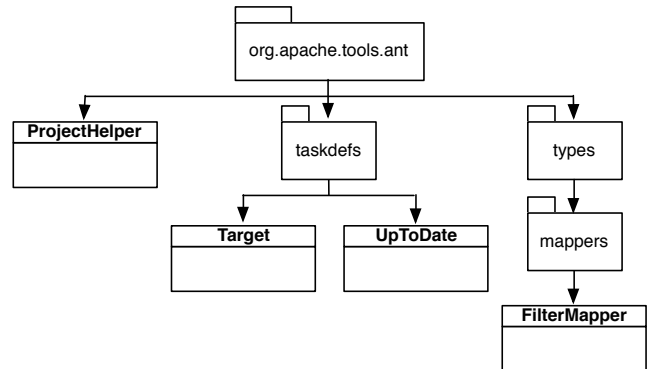 org.apache.tools.ant
ProjectHelper
taskdefs
types
Target
UpToDate
mappers
FilterMapper